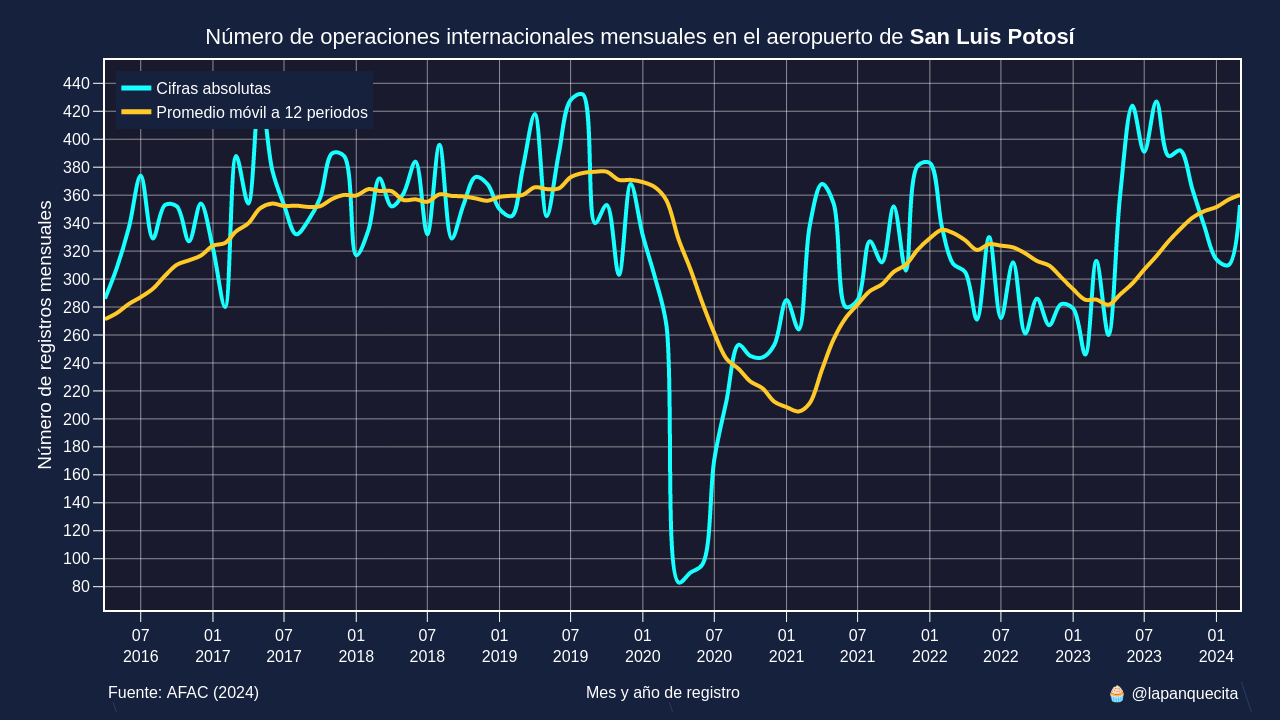 Número de operaciones internacionales mensuales en el aeropuerto de San Luis Potosí
Cifras absolutas
Promedio móvil a 12 periodos
Número de registros mensuales
440
420
400
380
360
340
320
300
280
260
240
220
200
180
160
140
120
100
80
07 01 07 01 07 01 07 01 07 01 07 01 07 01 07 01
2016 2017 2017 2018 2018 2019 2019 2020 2020 2021 2021 2022 2022 2023 2023 2024
Fuente: AFAC (2024)
Mes y año de registro
🧁 @lapanquecita